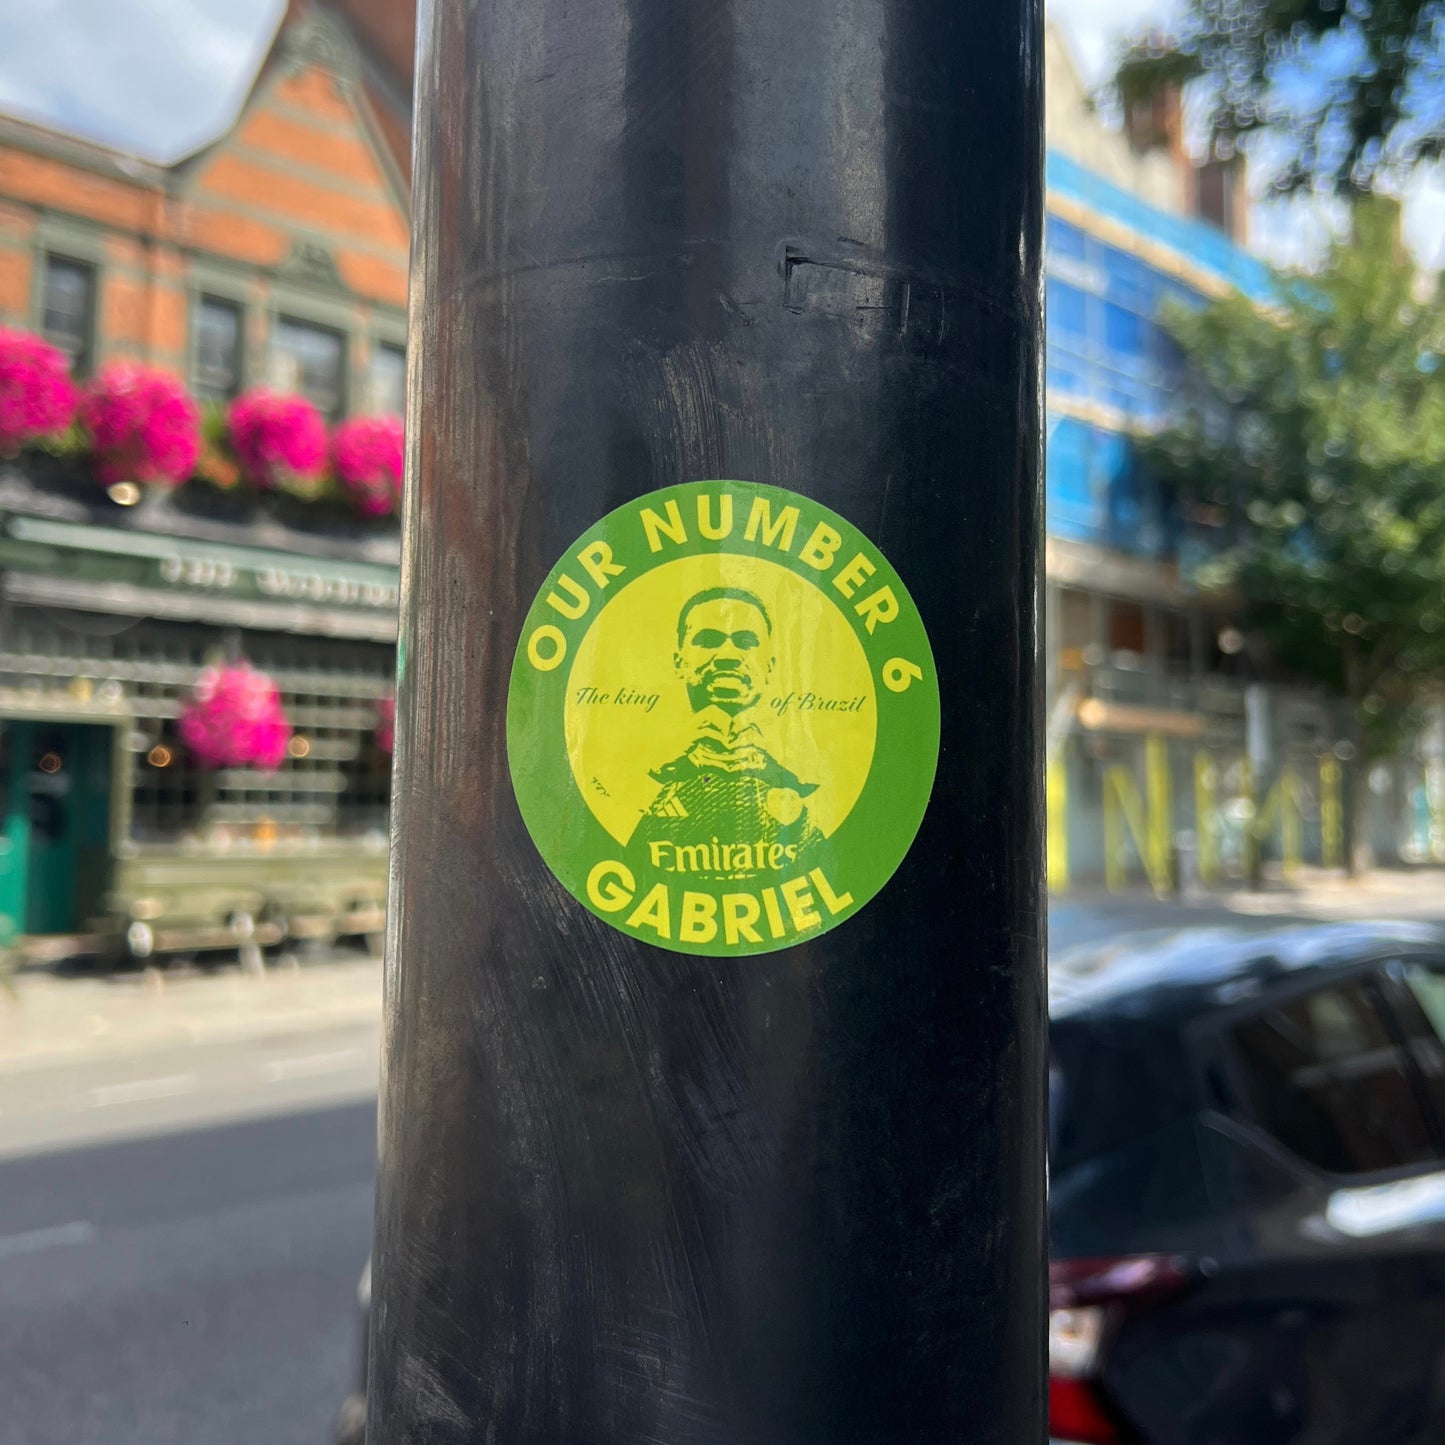 OUR NUMBER 6
The king of Brazil
Emirates
GABRIEL